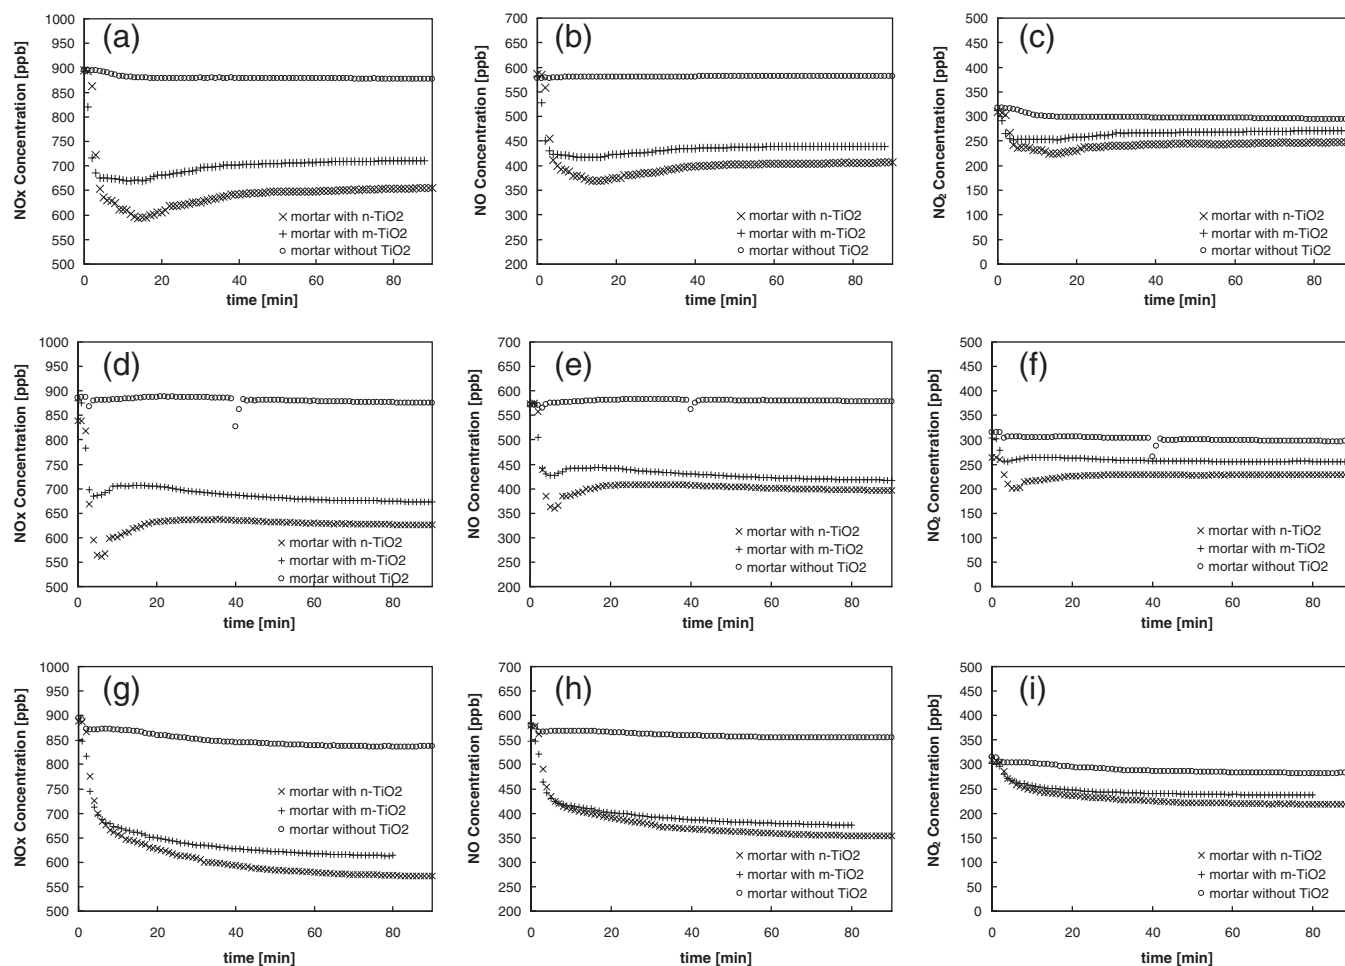 (a)
NOx Concentration [ppb]
1000
950
900
850
800
750
700
650
600
550
500
0 20 40 60 80
time [min]
× mortar with n-TiO2
+ mortar with m-TiO2
○ mortar without TiO2
(b)
NO Concentration [ppb]
700
650
600
550
500
450
400
350
300
250
200
0 20 40 60 80
time [min]
× mortar with n-TiO2
+ mortar with m-TiO2
○ mortar without TiO2
(c)
NO₂ Concentration [ppb]
500
450
400
350
300
250
200
150
100
50
0
0 20 40 60 80
time [min]
× mortar with n-TiO2
+ mortar with m-TiO2
○ mortar without TiO2
(d)
NOx Concentration [ppb]
1000
950
900
850
800
750
700
650
600
550
500
0 20 40 60 80
time [min]
× mortar with n-TiO2
+ mortar with m-TiO2
○ mortar without TiO2
(e)
NO Concentration [ppb]
700
650
600
550
500
450
400
350
300
250
200
0 20 40 60 80
time [min]
× mortar with n-TiO2
+ mortar with m-TiO2
○ mortar without TiO2
(f)
NO₂ Concentration [ppb]
500
450
400
350
300
250
200
150
100
50
0
0 20 40 60 80
time [min]
× mortar with n-TiO2
+ mortar with m-TiO2
○ mortar without TiO2
(g)
NOx Concentration [ppb]
1000
950
900
850
800
750
700
650
600
550
500
0 20 40 60 80
time [min]
× mortar with n-TiO2
+ mortar with m-TiO2
○ mortar without TiO2
(h)
NO Concentration [ppb]
700
650
600
550
500
450
400
350
300
250
200
0 20 40 60 80
time [min]
× mortar with n-TiO2
+ mortar with m-TiO2
○ mortar without TiO2
(i)
NO₂ Concentration [ppb]
500
450
400
350
300
250
200
150
100
50
0
0 20 40 60 80
time [min]
× mortar with n-TiO2
+ mortar with m-TiO2
○ mortar without TiO2